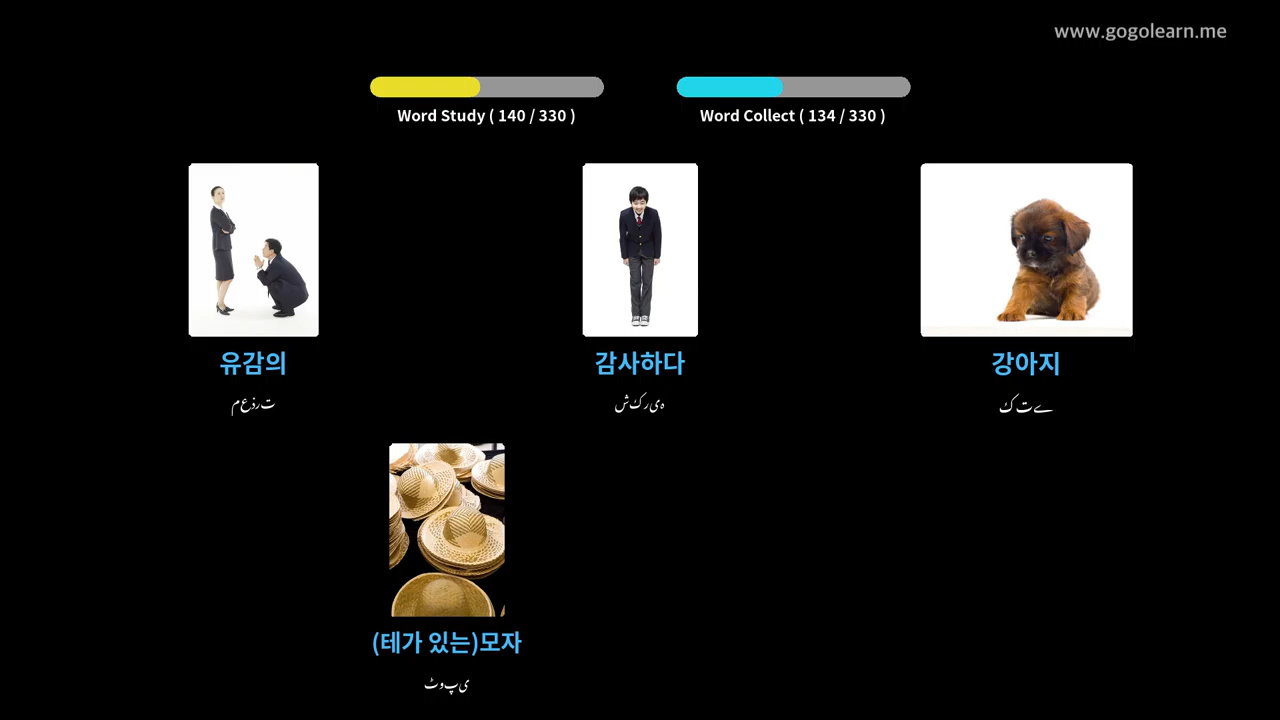 www.gogolearn.me
Word Study ( 140 / 330 )
Word Collect ( 134 / 330 )
유감의
معذرت
감사하다
شکریہ
강아지
کتے
(테가 있는)모자
ٹوپی